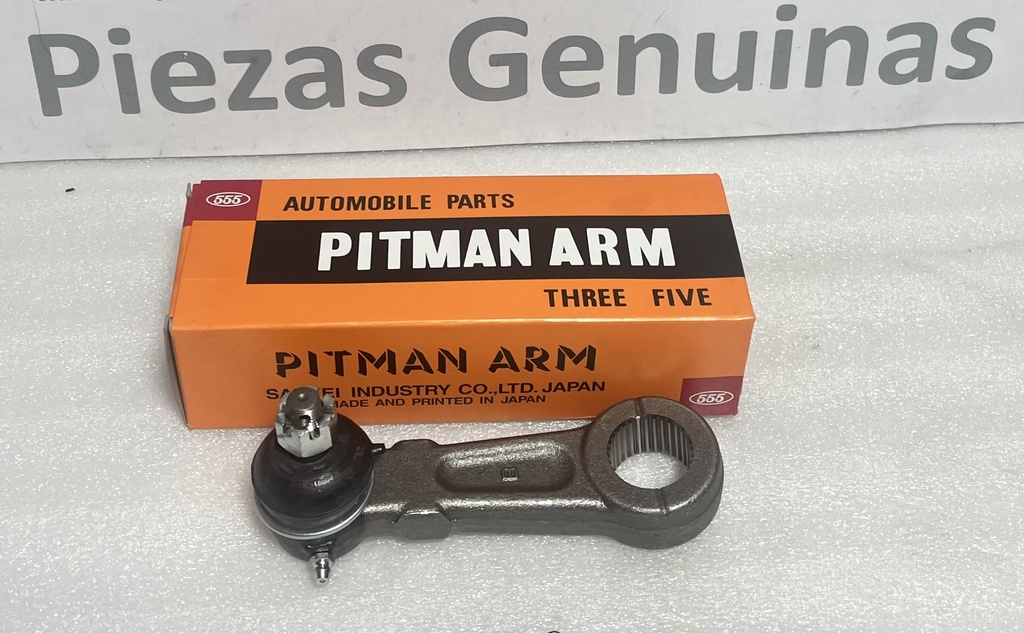 Piezas Genuinas
555
AUTOMOBILE PARTS
PITMAN ARM
THREE FIVE
PITMAN ARM
INDUSTRY CO.,LTD. JAPAN
MADE AND PRINTED IN JAPAN
555